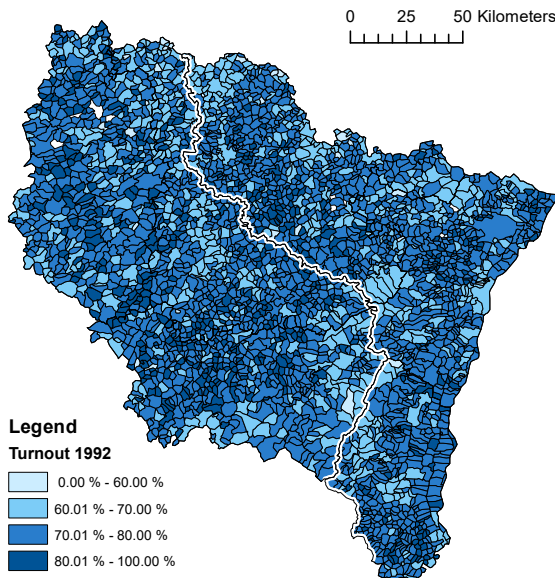 0 25 50 Kilometers
Legend
Turnout 1992
0.00 % - 60.00 %
60.01 % - 70.00 %
70.01 % - 80.00 %
80.01 % - 100.00 %